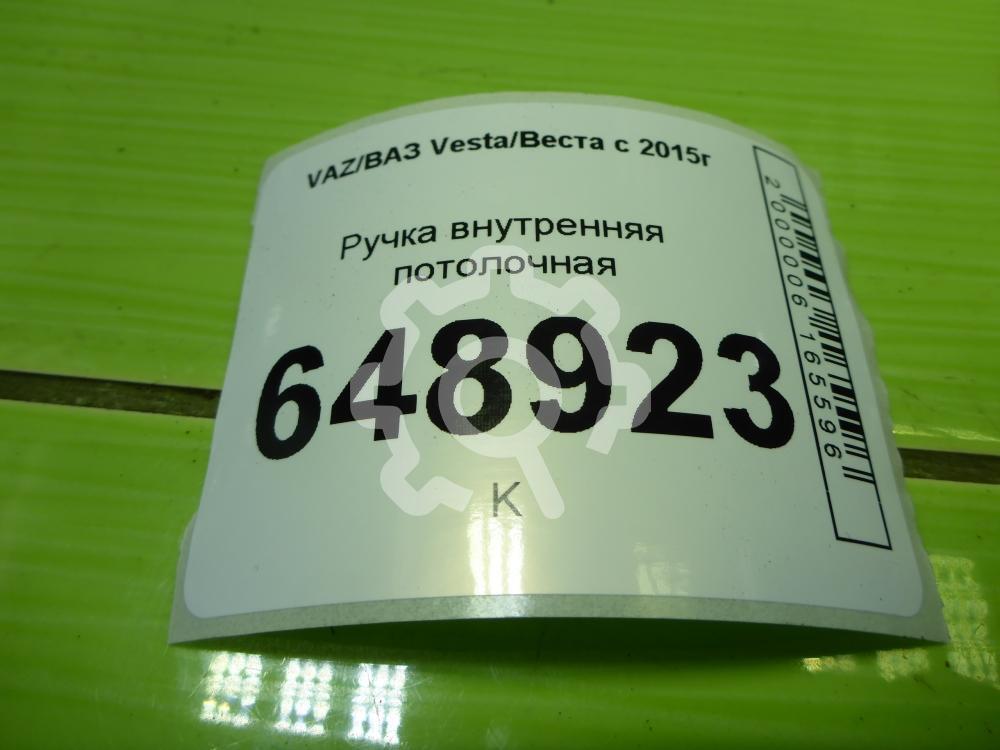 VAZ/ВАЗ Vesta/Веста с 2015г
Ручка внутренняя
потолочная
648923
К
2000006165596